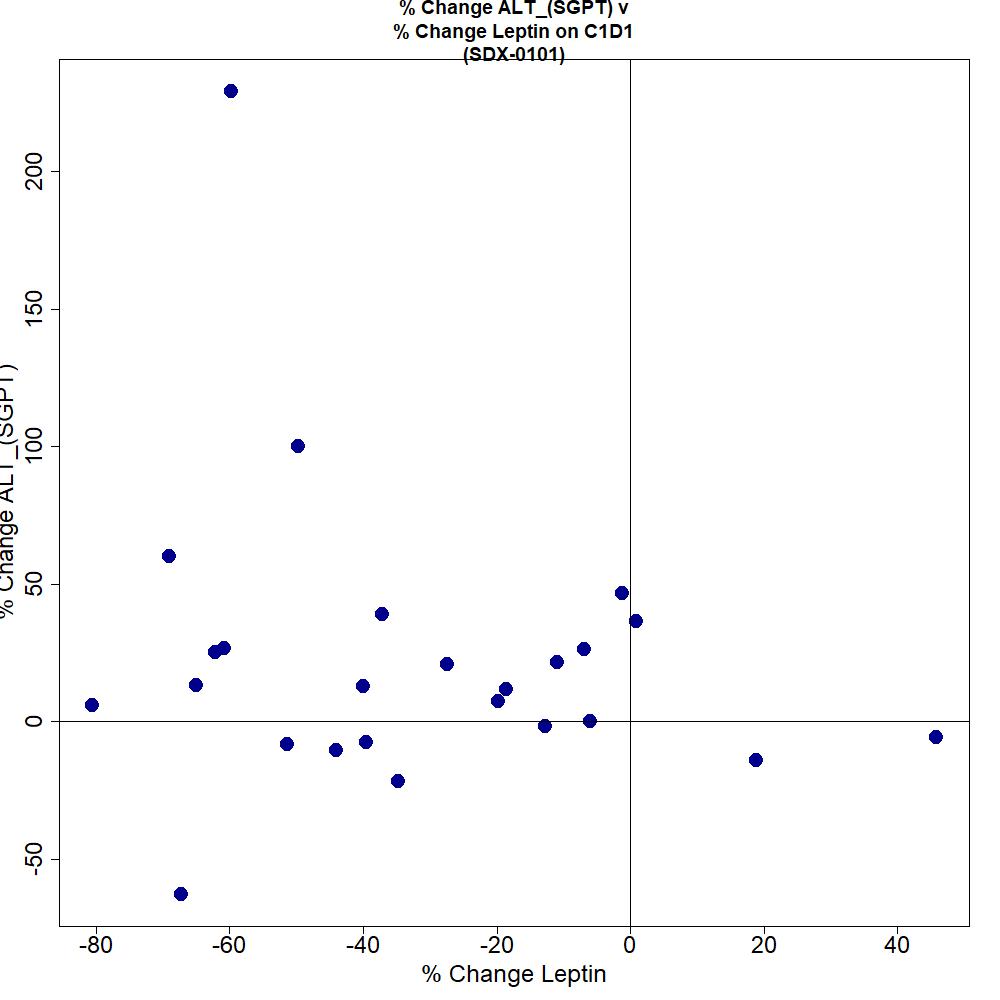 % Change ALT_(SGPT) v
% Change Leptin on C1D1
(SDX-0101)
% Change ALT_(SGPT)
200
150
100
50
0
-50
-80 -60 -40 -20 0 20 40
% Change Leptin